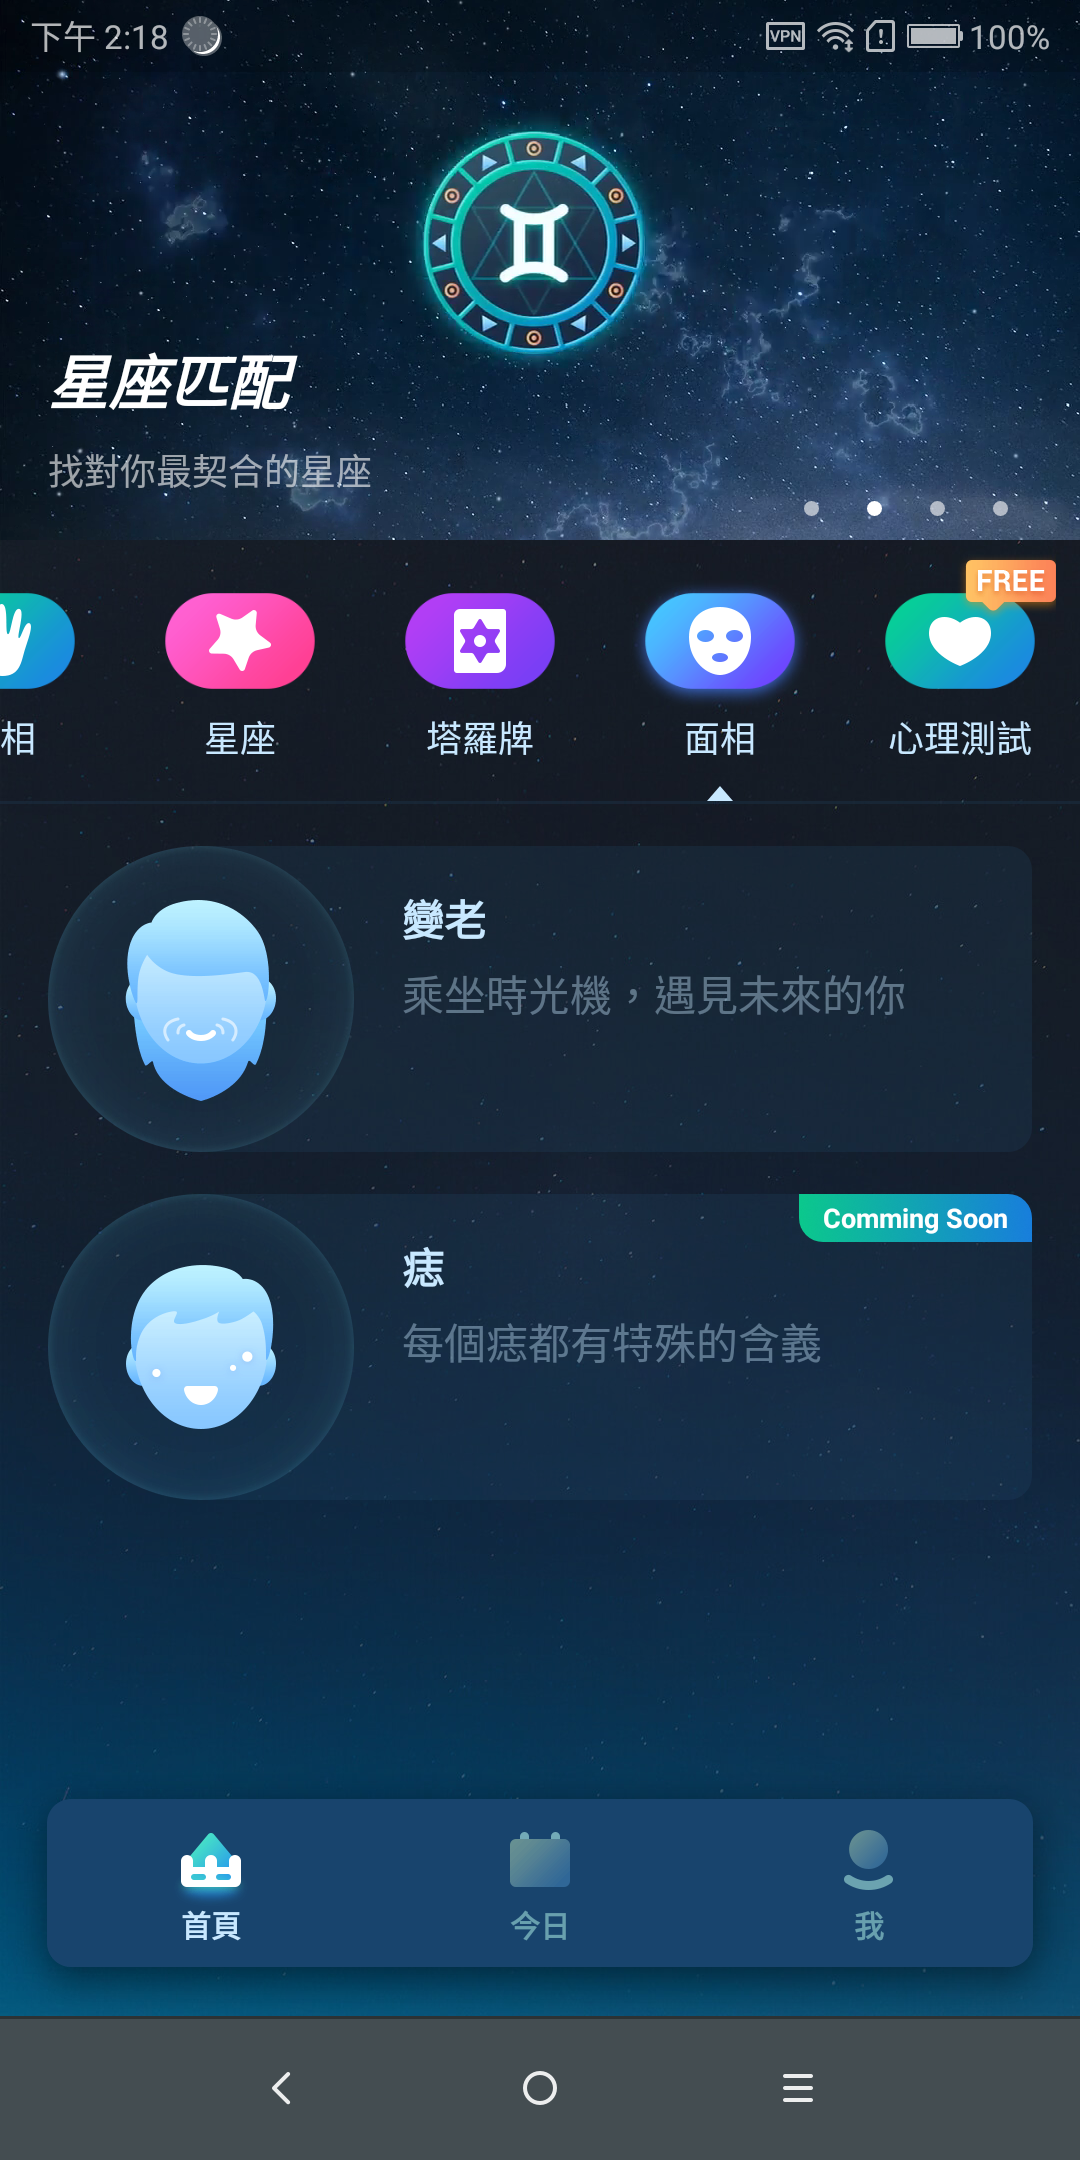 下午 2:18
VPN
100%
星座匹配
找對你最契合的星座
FREE
相
星座
塔羅牌
面相
心理測試
變老
乘坐時光機，遇見未來的你
Comming Soon
痣
每個痣都有特殊的含義
首頁
今日
我